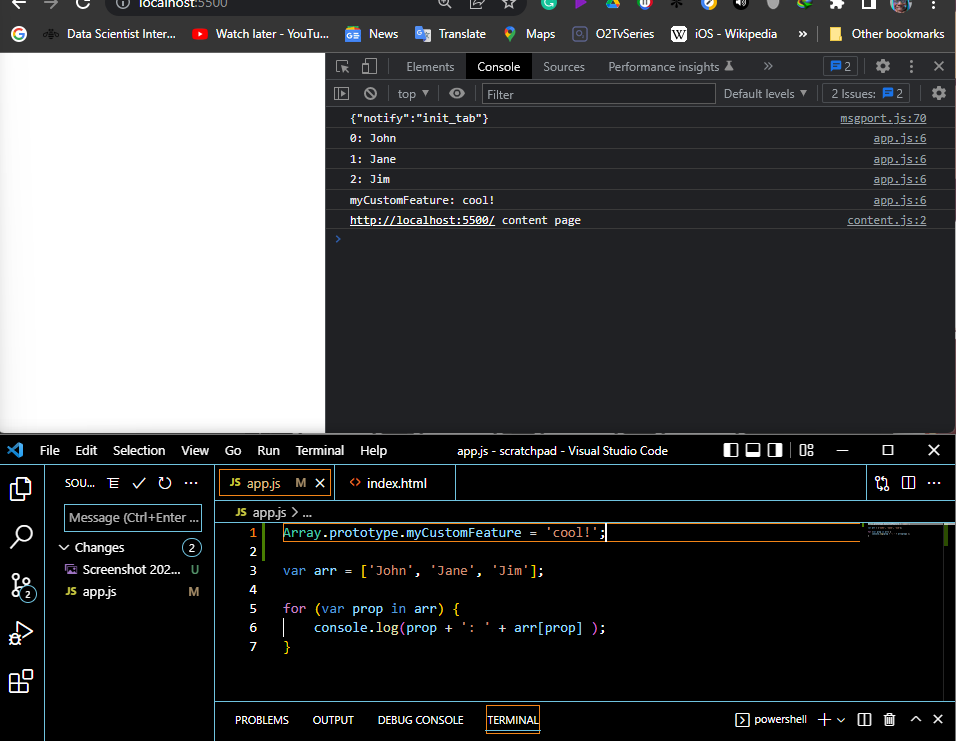 localhost:5500
Data Scientist Inter... Watch later - YouTu... News Translate Maps O2TvSeries iOS - Wikipedia » Other bookmarks
Elements Console Sources Performance insights » 2
top Filter Default levels 2 Issues: 2
{"notify":"init_tab"} msgport.js:70
0: John app.js:6
1: Jane app.js:6
2: Jim app.js:6
myCustomFeature: cool! app.js:6
http://localhost:5500/ content page content.js:2
File Edit Selection View Go Run Terminal Help app.js - scratchpad - Visual Studio Code
SOU... JS app.js M index.html
JS app.js > ...
Message (Ctrl+Enter ...
Changes 2
Screenshot 202... U
JS app.js M
2
1 Array.prototype.myCustomFeature = 'cool!';
2
3 var arr = ['John', 'Jane', 'Jim'];
4
5 for (var prop in arr) {
6 console.log(prop + ': ' + arr[prop] );
7 }
PROBLEMS OUTPUT DEBUG CONSOLE TERMINAL powershell